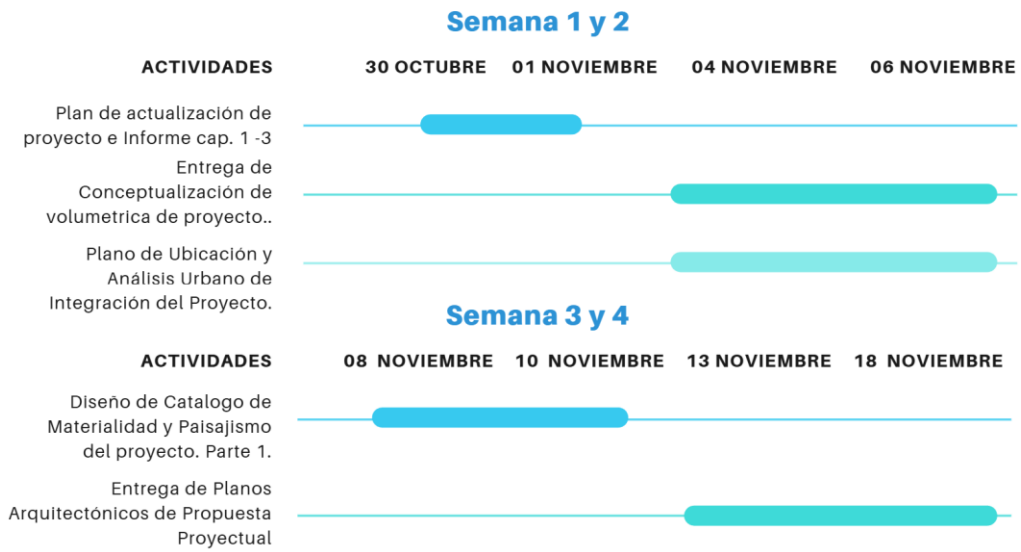 Semana 1 y 2
ACTIVIDADES 30 OCTUBRE 01 NOVIEMBRE 04 NOVIEMBRE 06 NOVIEMBRE
Plan de actualización de
proyecto e Informe cap. 1 -3
Entrega de
Conceptualización de
volumetrica de proyecto..
Plano de Ubicación y
Análisis Urbano de
Integración del Proyecto.
Semana 3 y 4
ACTIVIDADES 08 NOVIEMBRE 10 NOVIEMBRE 13 NOVIEMBRE 18 NOVIEMBRE
Diseño de Catalogo de
Materialidad y Paisajismo
del proyecto. Parte 1.
Entrega de Planos
Arquitectónicos de Propuesta
Proyectual